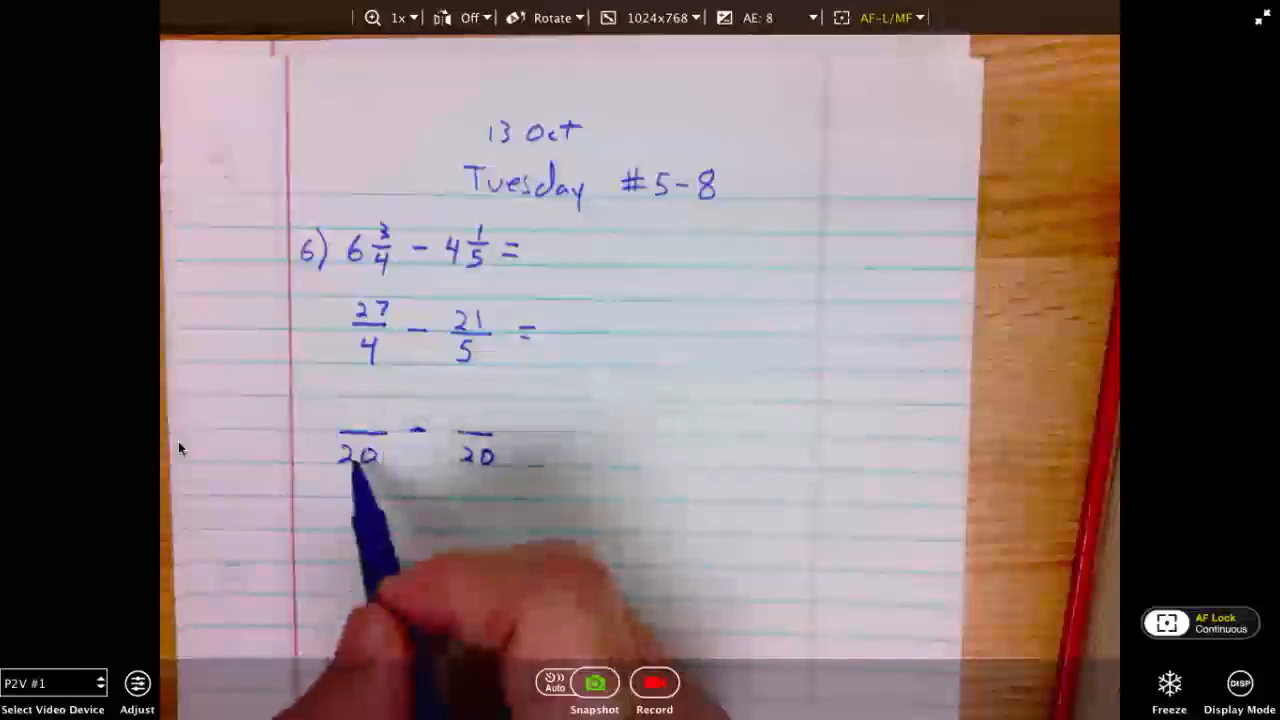 1x Off Rotate 1024x768 AE: 8 AF-L/MF
13 Oct
Tuesday #5-8
6) 6 3/4 - 4 1/5 =
27/4 - 21/5 =
/20 - /20
AF Lock
Continuous
P2V #1
Auto
DISP
Select Video Device Adjust Snapshot Record Freeze Display Mode